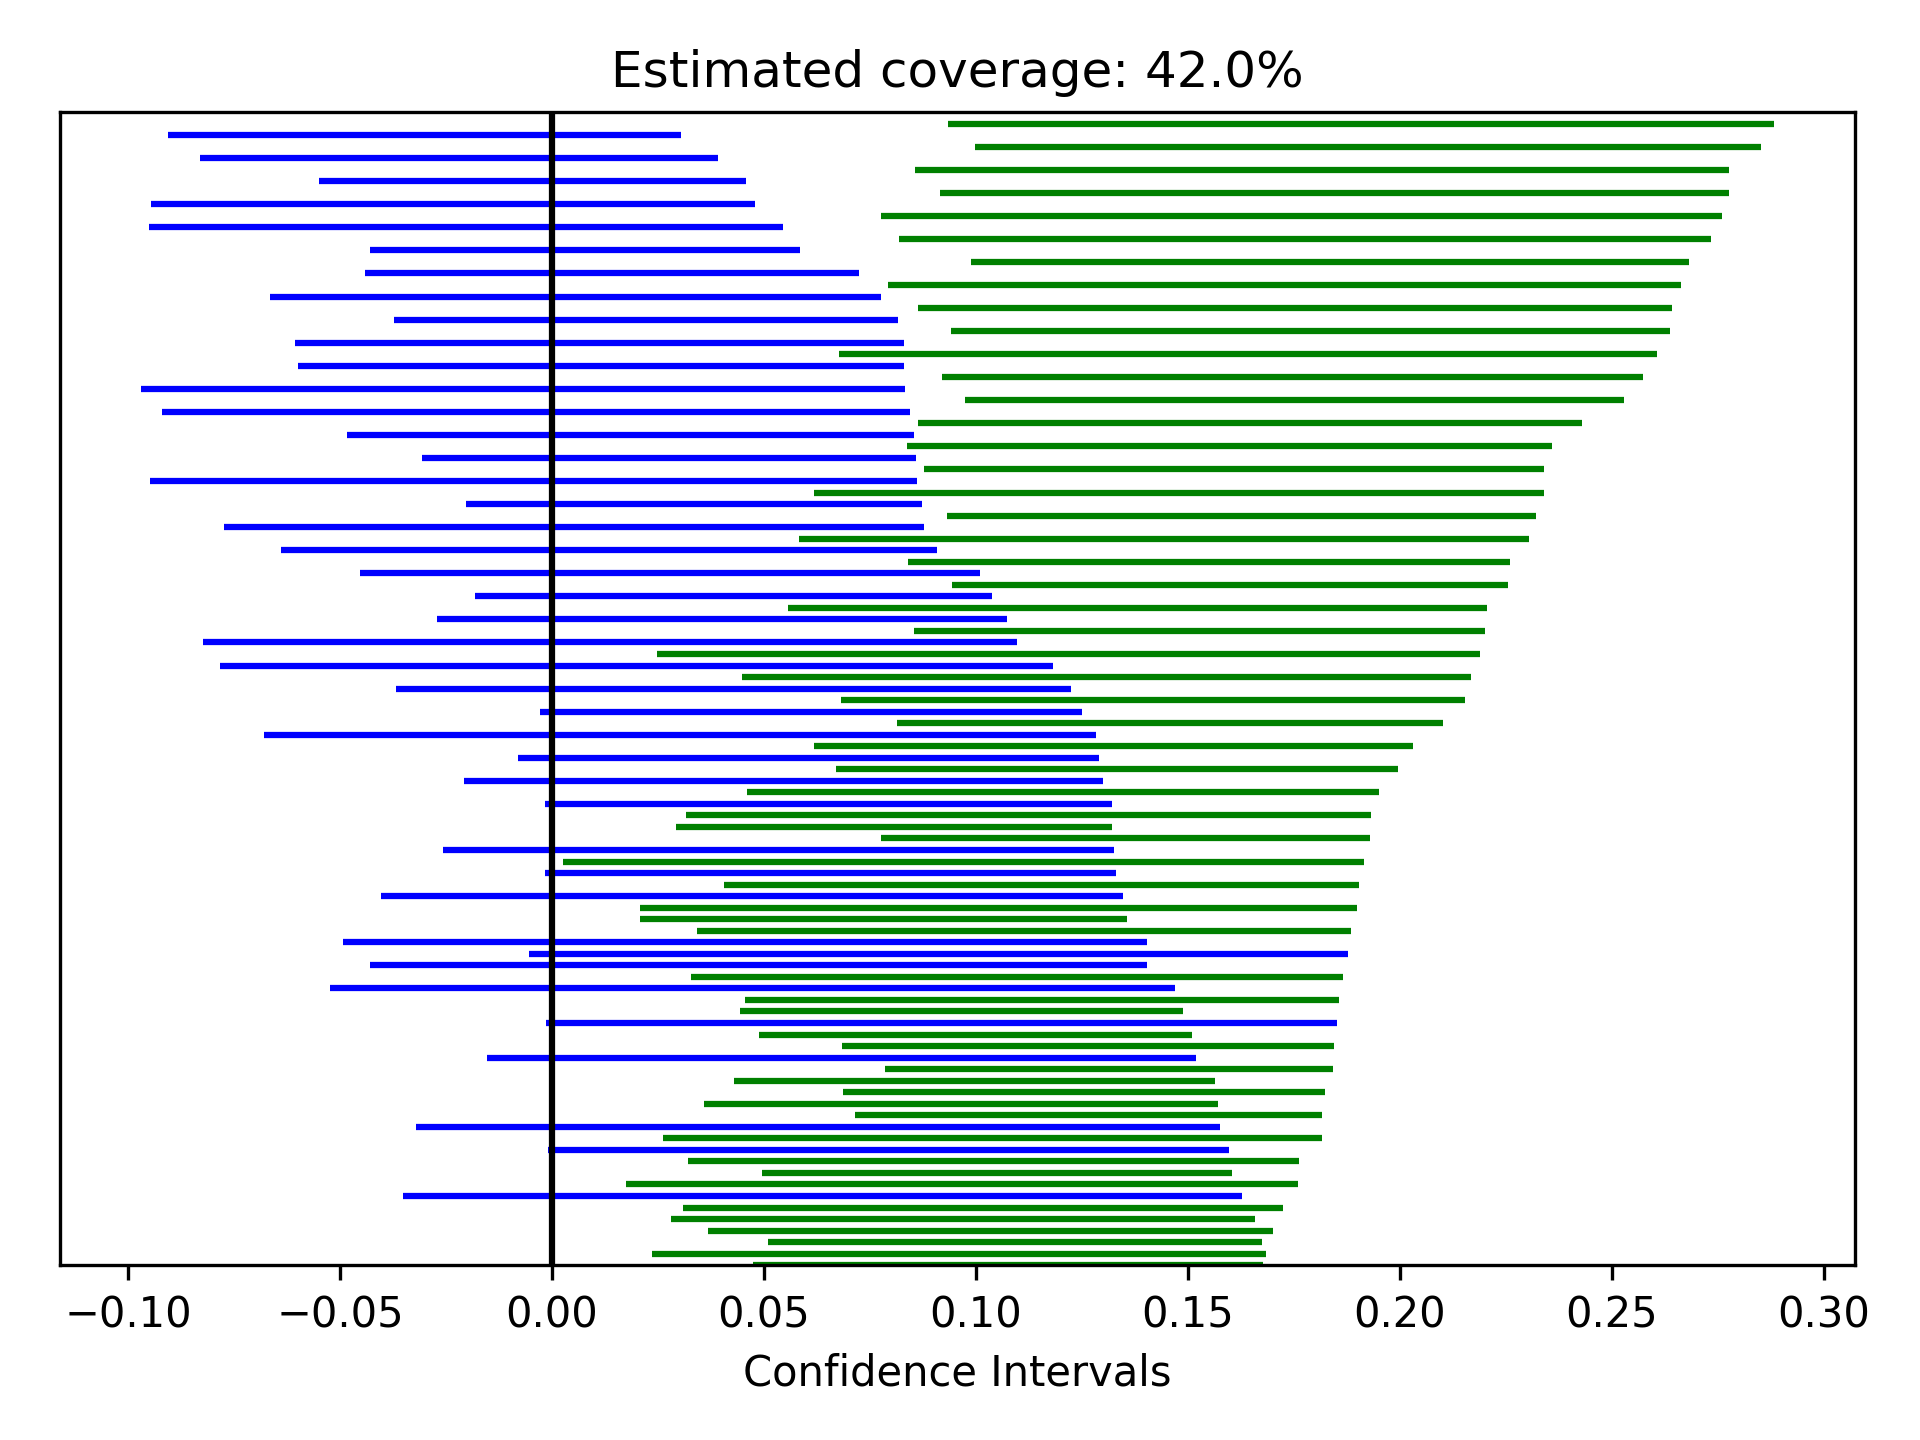 Estimated coverage: 42.0%
−0.10 −0.05 0.00 0.05 0.10 0.15 0.20 0.25 0.30
Confidence Intervals